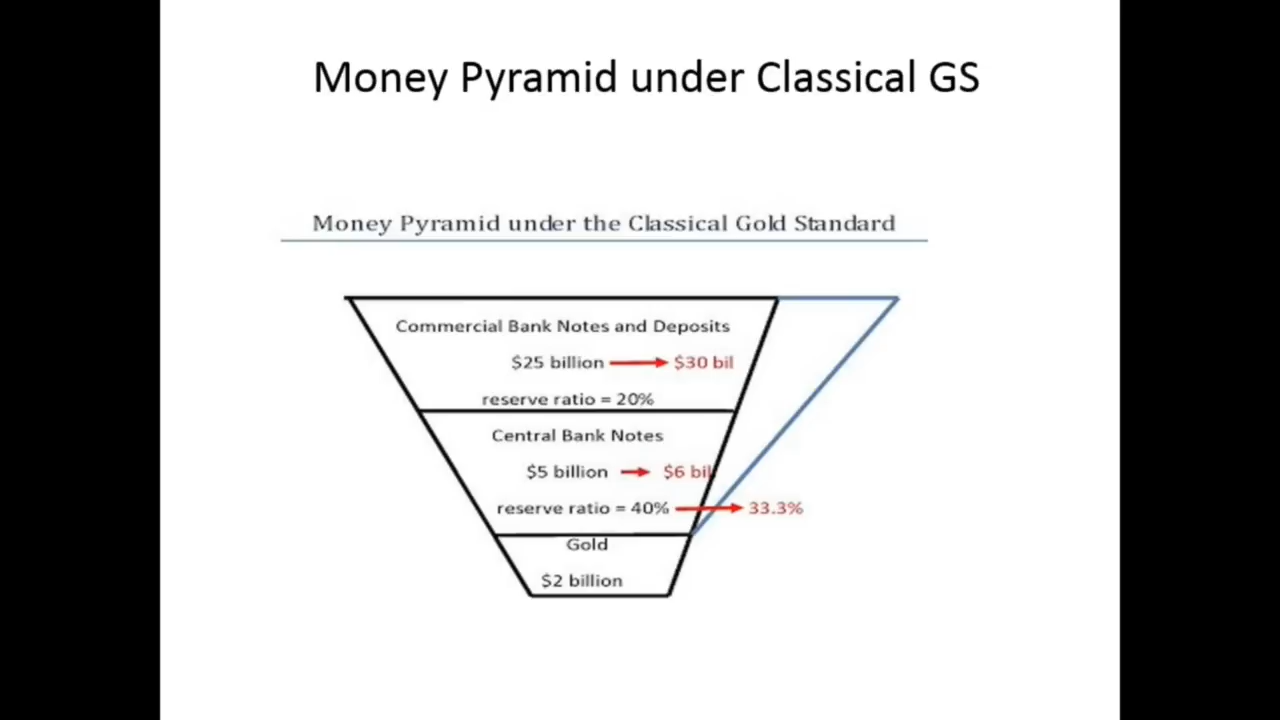 Money Pyramid under Classical GS
Money Pyramid under the Classical Gold Standard
Commercial Bank Notes and Deposits
$25 billion $30 bil
reserve ratio = 20%
Central Bank Notes
$5 billion $6 bil
reserve ratio = 40% 33.3%
Gold
$2 billion